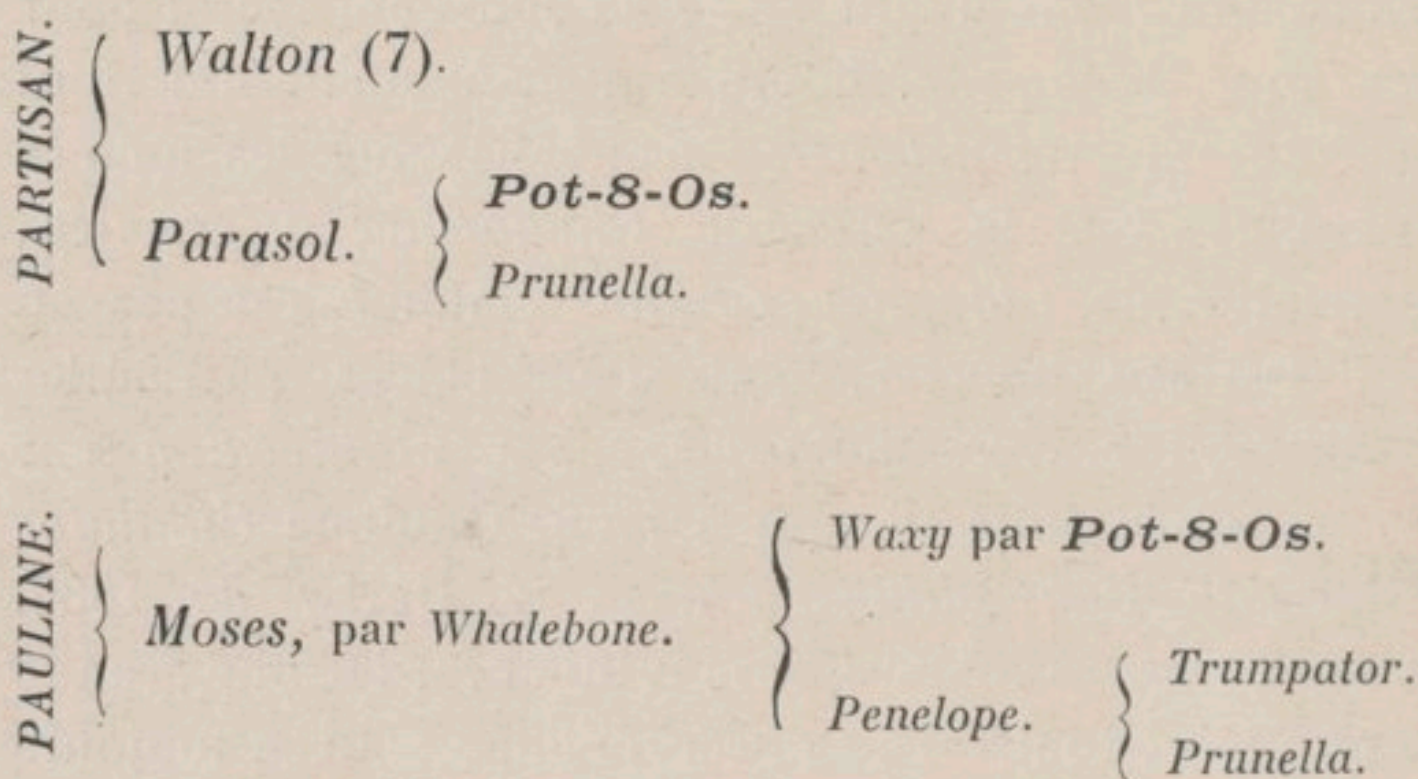 PARTISAN.
Walton (7).
Parasol.
Pot-8-Os.
Prunella.
PAULINE.
Moses, par Whalebone.
Waxy par Pot-8-Os.
Penelope.
Trumpator.
Prunella.